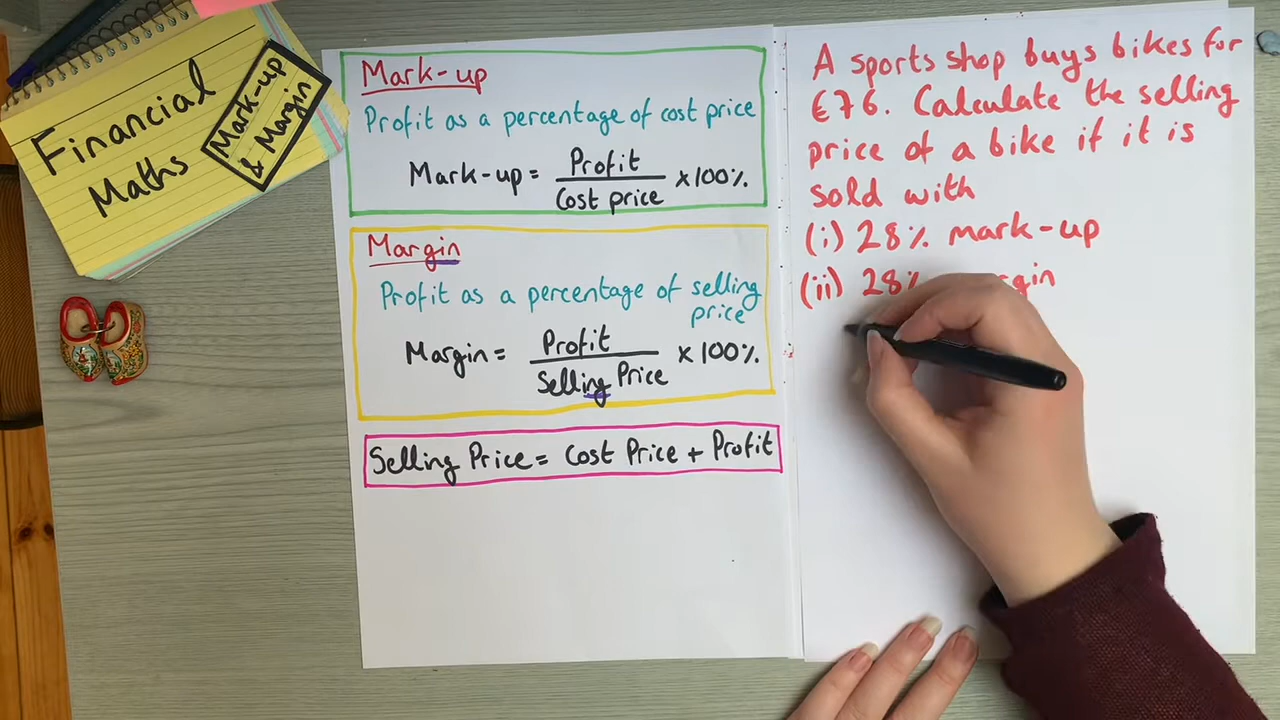 Financial
Maths
Mark-up
& Margin
Mark-up
Profit as a percentage of cost price
Mark-up = Profit / Cost price × 100%
Margin
Profit as a percentage of selling
price
Margin = Profit / Selling Price × 100%
Selling Price = Cost Price + Profit
A sports shop buys bikes for
€76. Calculate the selling
price of a bike if it is
sold with
(i) 28% mark-up
(ii) 28%